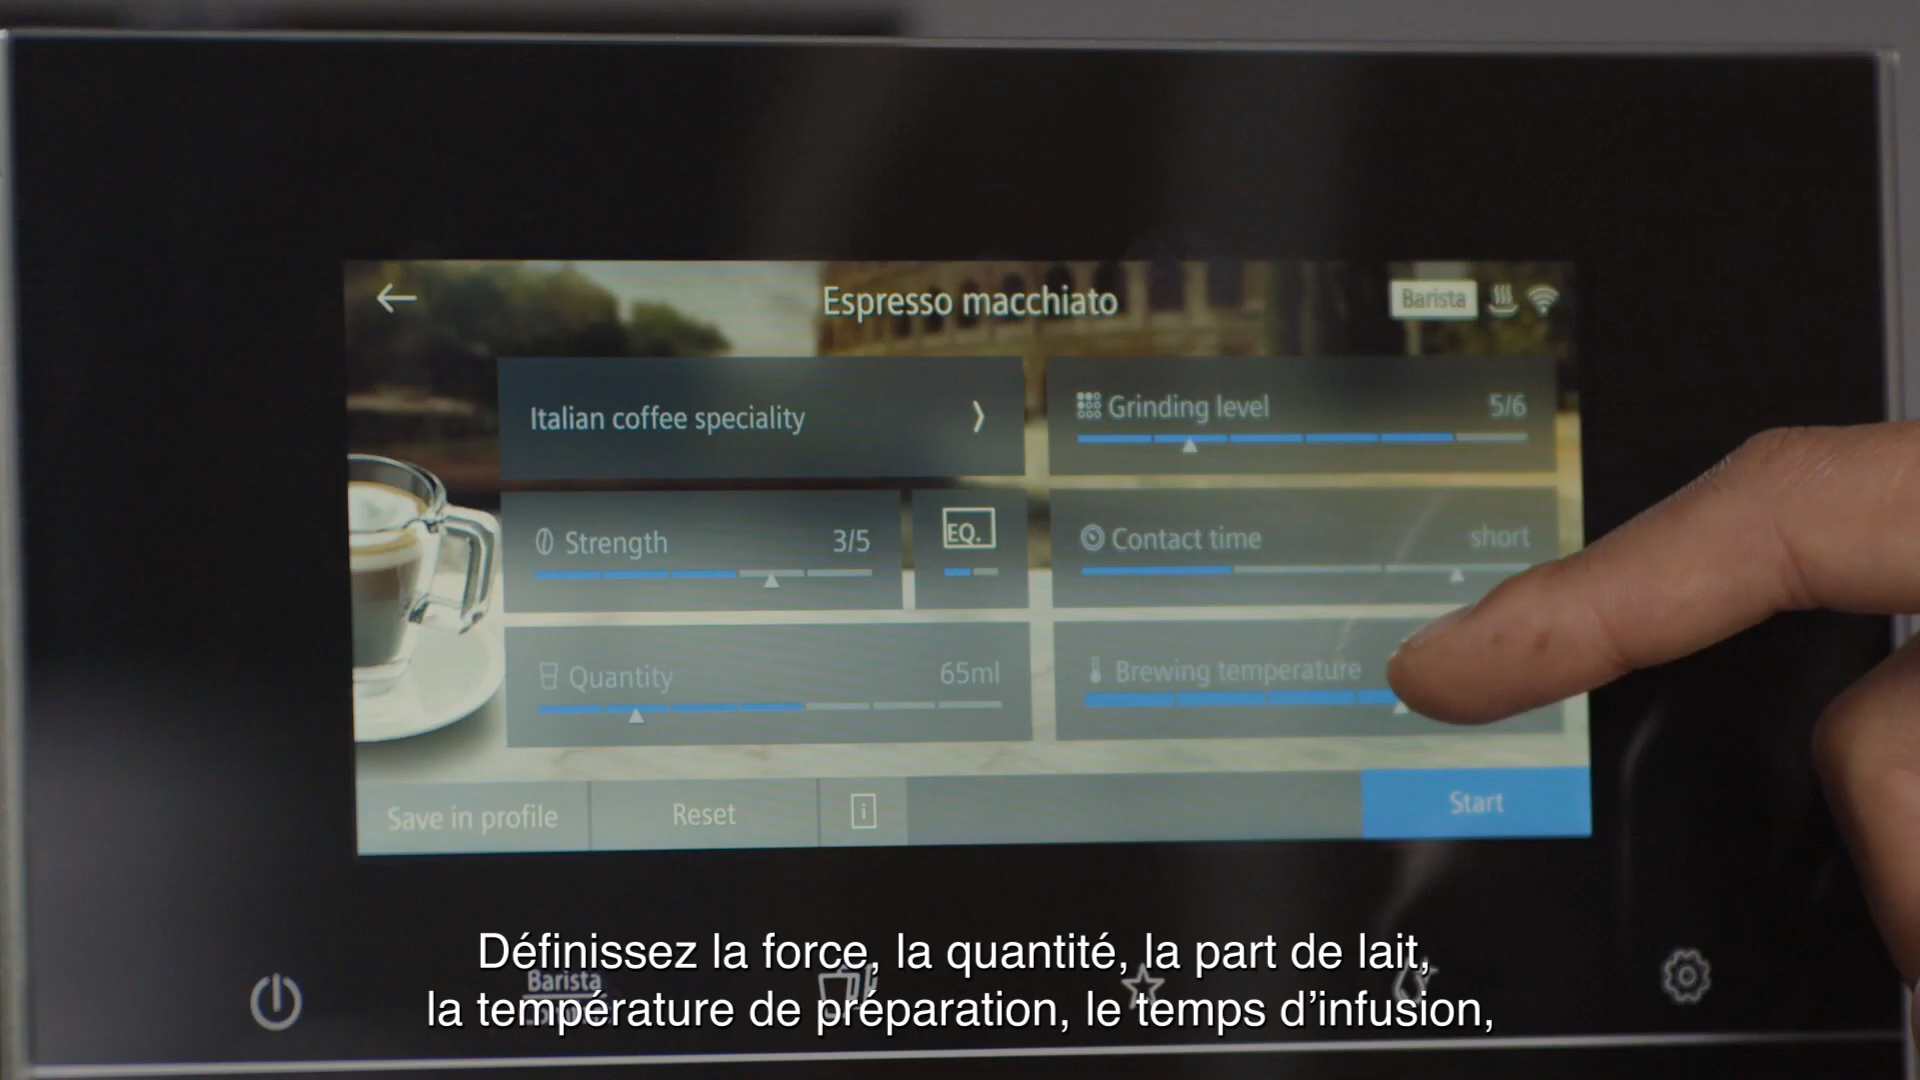 Espresso macchiato
Barista
Italian coffee speciality
Grinding level 5/6
Strength 3/5
EQ.
Contact time short
Quantity 65ml
Brewing temperature
Save in profile
Reset
i
Start
Barista
Définissez la force, la quantité, la part de lait,
la température de préparation, le temps d’infusion,